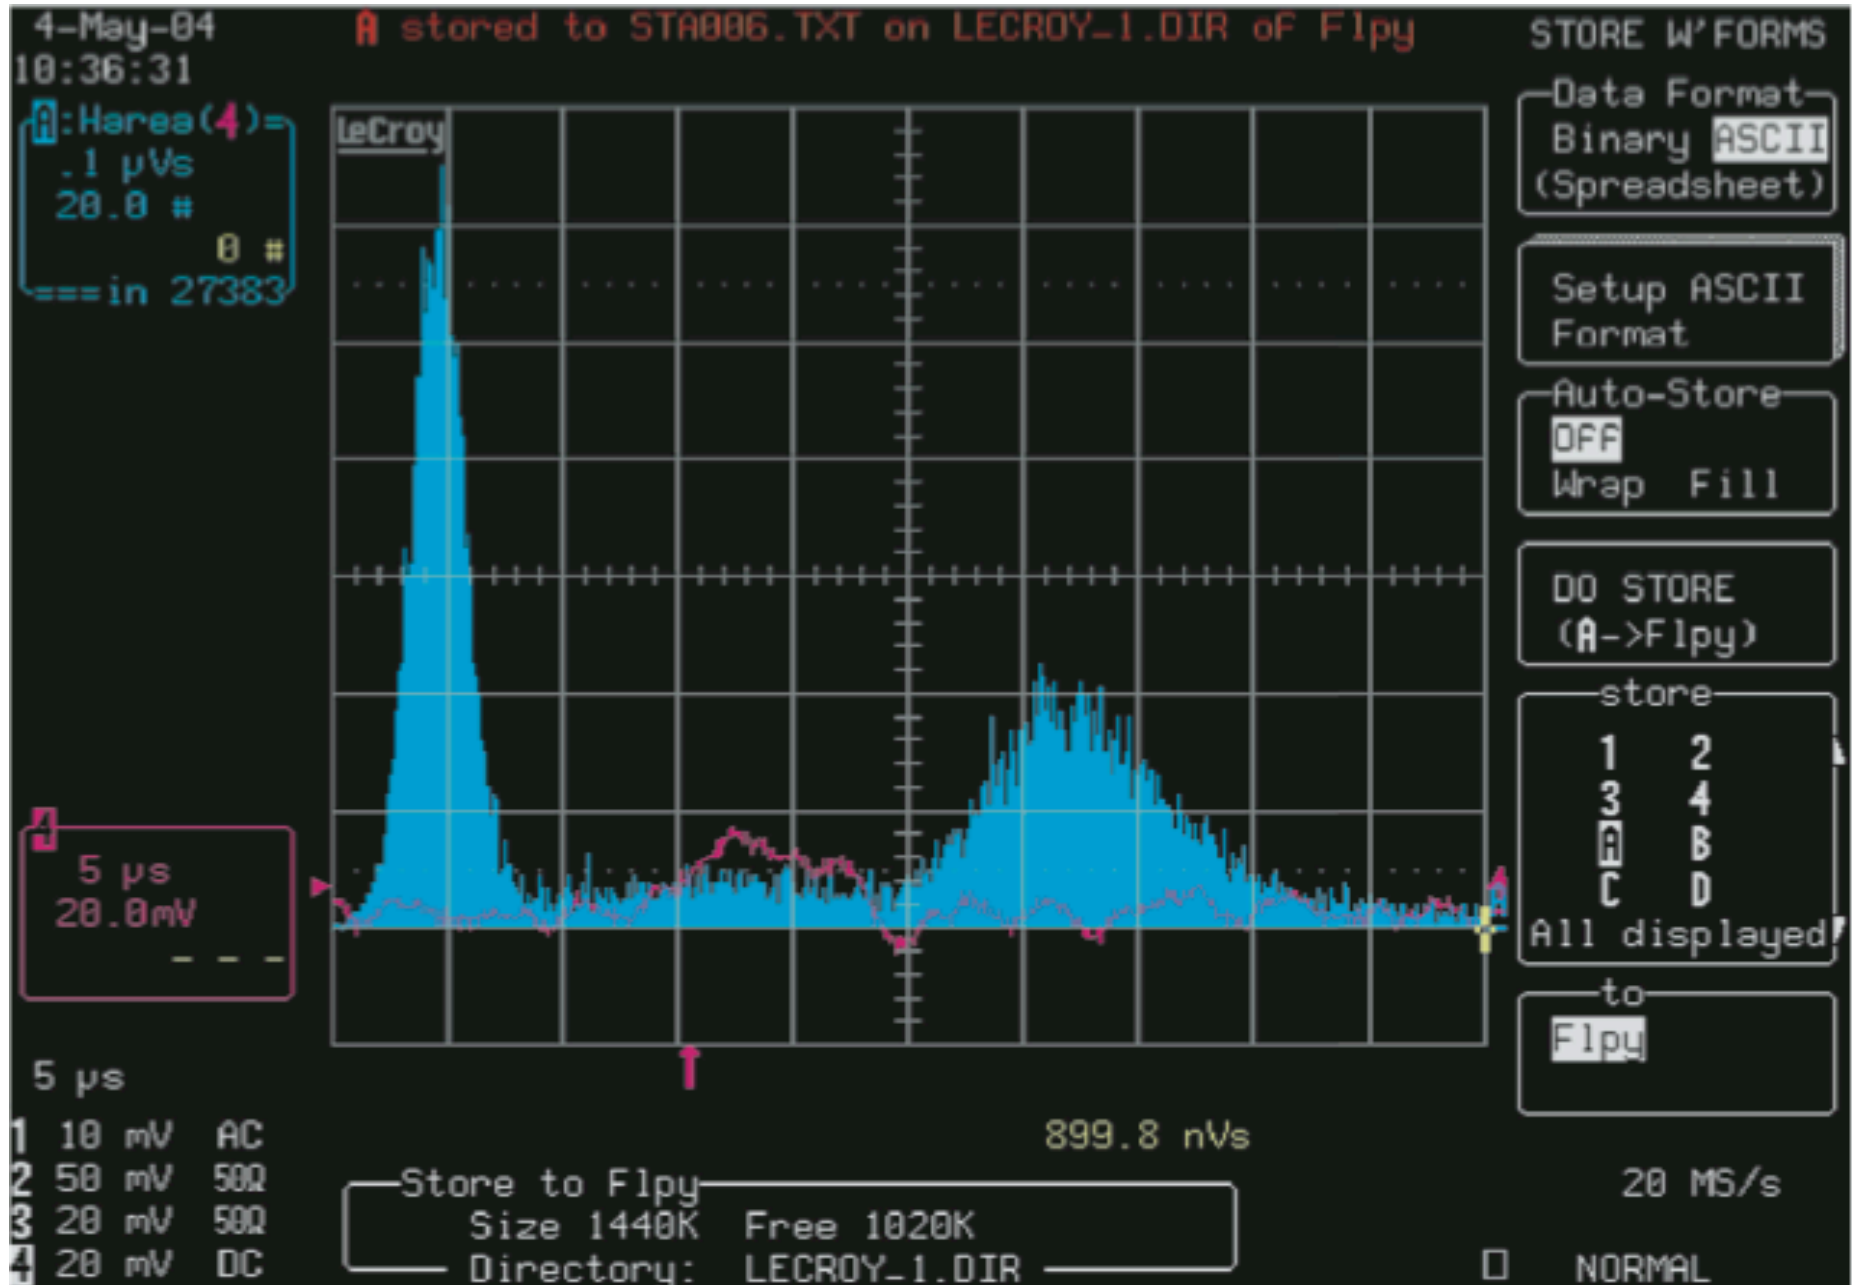 4-May-04
10:36:31
A stored to STA006.TXT on LECROY-1.DIR of Flpy
STORE W'FORMS
A:Harea(4)=
.1 µVs
20.0 #
0 #
===in 27383
LeCroy
Data Format
Binary ASCII
(Spreadsheet)
Setup ASCII
Format
Auto-Store
Off
Wrap Fill
DO STORE
(A->Flpy)
store
1 2
3 4
A B
C D
All displayed
to
Flpy
4
5 µs
20.0mV
- - -
5 µs
1 10 mV AC
2 50 mV 50Ω
3 20 mV 50Ω
4 20 mV DC
899.8 nVs
Store to Flpy
Size 1440K Free 1020K
Directory: LECROY-1.DIR
20 MS/s
NORMAL